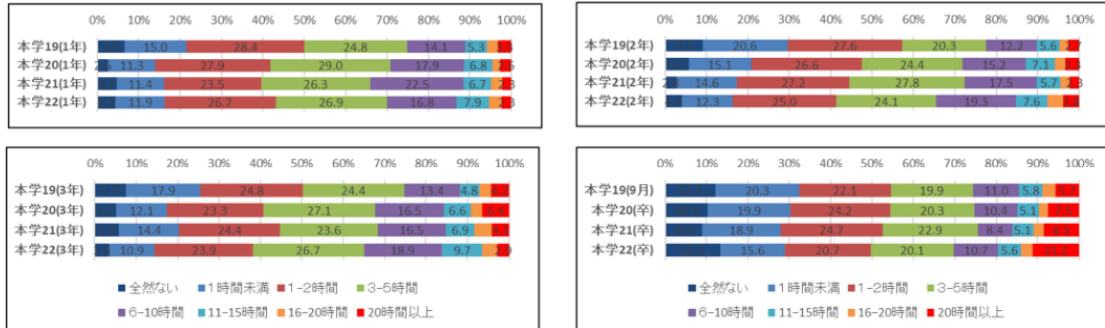 0% 10% 20% 30% 40% 50% 60% 70% 80% 90% 100%
本学19(1年) 15.0 28.4 24.8 14.1 5.3
本学20(1年) 11.3 27.9 29.0 17.9 6.8
本学21(1年) 11.4 23.5 26.3 22.5 6.7
本学22(1年) 11.9 26.7 26.9 16.8 7.9
0% 10% 20% 30% 40% 50% 60% 70% 80% 90% 100%
本学19(2年) 20.6 27.6 20.3 12.2 5.6
本学20(2年) 15.1 26.6 24.4 15.2 7.1
本学21(2年) 14.6 27.2 27.8 17.5 5.7
本学22(2年) 12.3 25.0 24.1 19.3 7.6
0% 10% 20% 30% 40% 50% 60% 70% 80% 90% 100%
本学19(3年) 17.9 24.8 24.4 13.4 4.8
本学20(3年) 12.1 23.3 27.1 16.5 6.6
本学21(3年) 14.4 24.4 23.6 16.5 6.9
本学22(3年) 10.9 23.9 26.7 18.9 9.7
全然ない 1時間未満 1-2時間 3-5時間
6-10時間 11-15時間 16-20時間 20時間以上
0% 10% 20% 30% 40% 50% 60% 70% 80% 90% 100%
本学19(9月) 20.3 22.1 19.9 11.0 5.8
本学20(卒) 19.9 24.2 20.3 10.4 5.1
本学21(卒) 18.9 24.7 22.9 8.4 5.1
本学22(卒) 15.6 20.7 20.1 10.7 5.6
全然ない 1時間未満 1-2時間 3-5時間
6-10時間 11-15時間 16-20時間 20時間以上